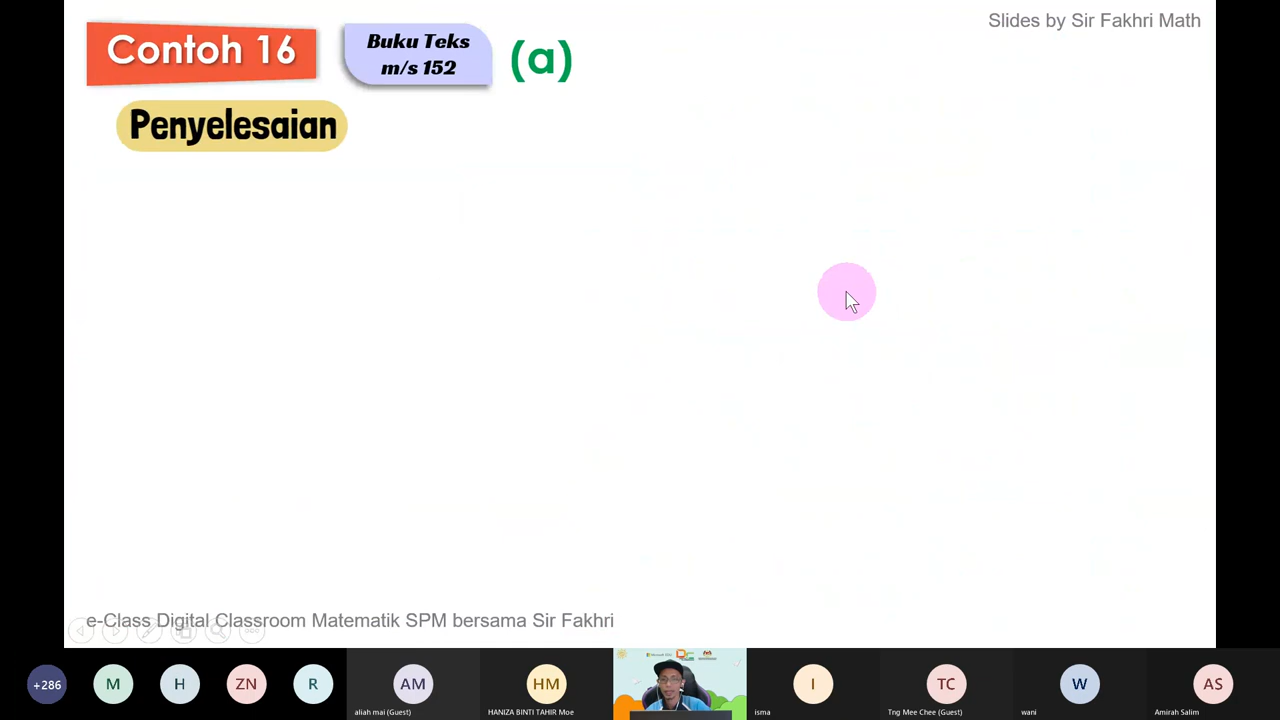 Slides by Sir Fakhri Math
Contoh 16
Buku Teks
m/s 152
(a)
Penyelesaian
e-Class Digital Classroom Matematik SPM bersama Sir Fakhri
+286
M
H
ZN
R
AM
aliah mai (Guest)
HM
HANIZA BINTI TAHIR Moe
I
isma
TC
Tng Mee Chee (Guest)
W
wani
AS
Amirah Salim